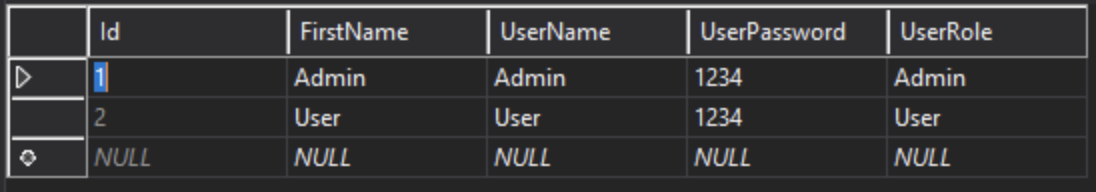 Id FirstName UserName UserPassword UserRole
1 Admin Admin 1234 Admin
2 User User 1234 User
NULL NULL NULL NULL NULL